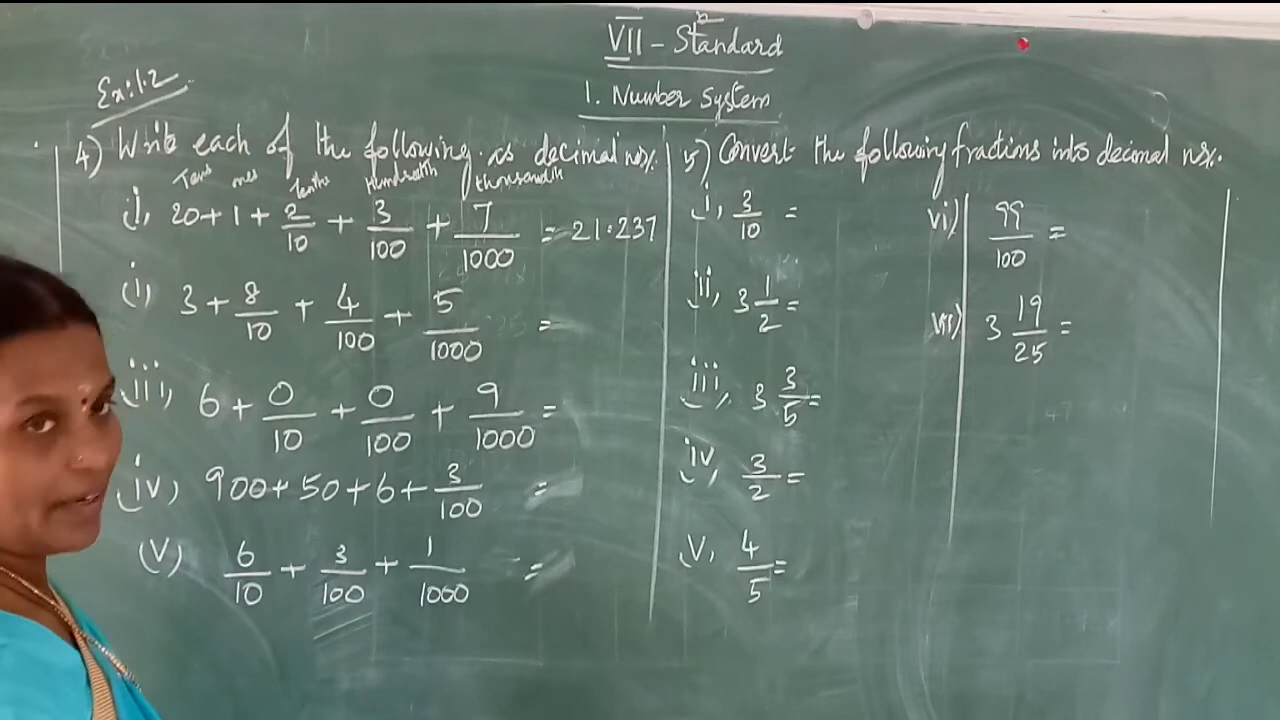 VII - Standard
1. Number System
Ex: 1.2
4) Write each of the following as decimal nos.
Tens ones Tenths Hundredth thousandth
i, 20 + 1 + 2/10 + 3/100 + 7/1000 = 21.237
(i, 3 + 8/10 + 4/100 + 5/1000 =
iii, 6 + 0/10 + 0/100 + 9/1000 =
iv, 900 + 50 + 6 + 3/100 =
(v) 6/10 + 3/100 + 1/1000 =
5) Convert the following fractions into decimal nos.
i, 3/10 =
ii, 3 1/2 =
iii, 3 3/5 =
iv, 3/2 =
v, 4/5 =
vi) 99/100 =
vii) 3 19/25 =